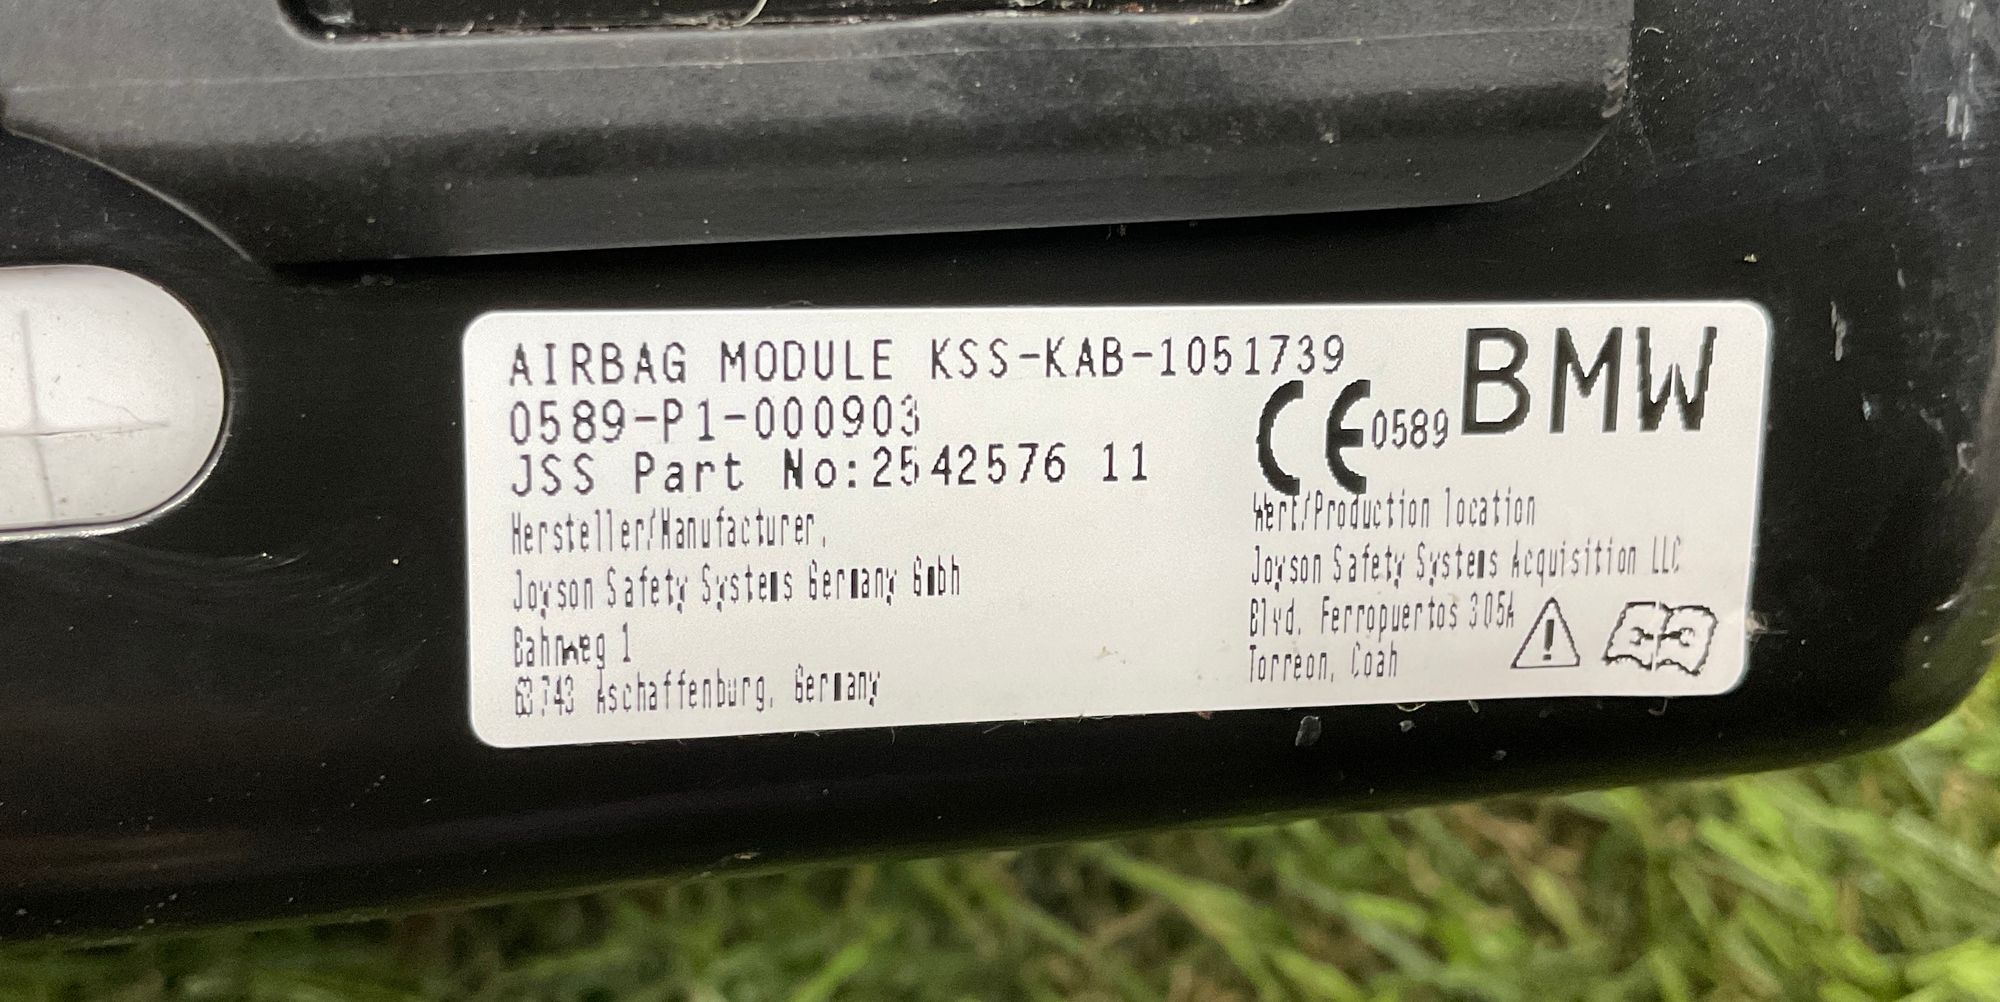 AIRBAG MODULE KSS-KAB-1051739
0589-P1-000903
JSS Part No:2542576 11
CE 0589 BMW
Hersteller/Manufacturer,
Joyson Safety Systems Germany Gmbh
Bahnweg 1
63743 Aschaffenburg, Germany
Wert/Production location
Joyson Safety Systems Acquisition LLC
Blvd. Ferropuertos 305A
Torreon, Coah